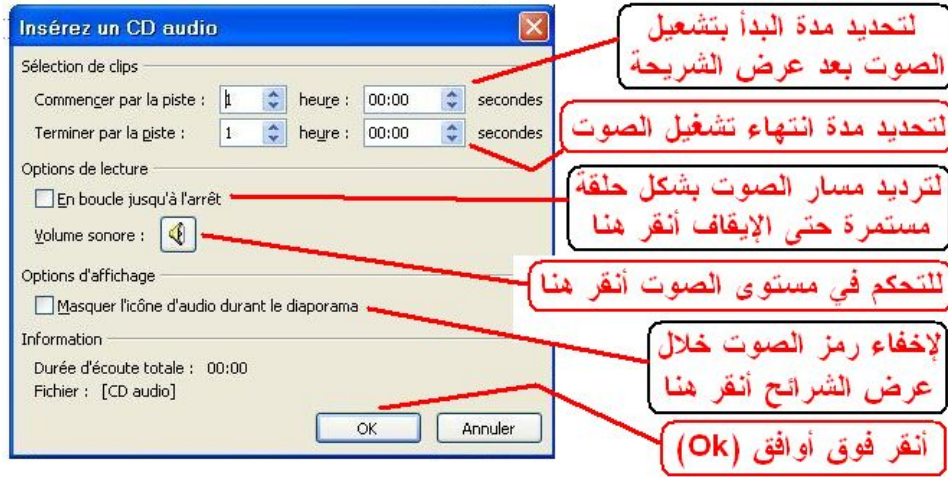 Insérez un CD audio
Sélection de clips
Commencer par la piste : 1 heure : 00:00 secondes
Terminer par la piste : 1 heure : 00:00 secondes
Options de lecture
En boucle jusqu'à l'arrêt
Volume sonore :
Options d'affichage
Masquer l'icône d'audio durant le diaporama
Information
Durée d'écoute totale : 00:00
Fichier : [CD audio]
OK Annuler
لتحديد مدة البدأ بتشغيل
الصوت بعد عرض الشريحة
لتحديد مدة انتهاء تشغيل الصوت
لترديد مسار الصوت بشكل حلقة
مستمرة حتى الإيقاف أنقر هنا
للتحكم في مستوى الصوت أنقر هنا
لإخفاء رمز الصوت خلال
عرض الشرائح أنقر هنا
أنقر فوق أوافق (Ok)